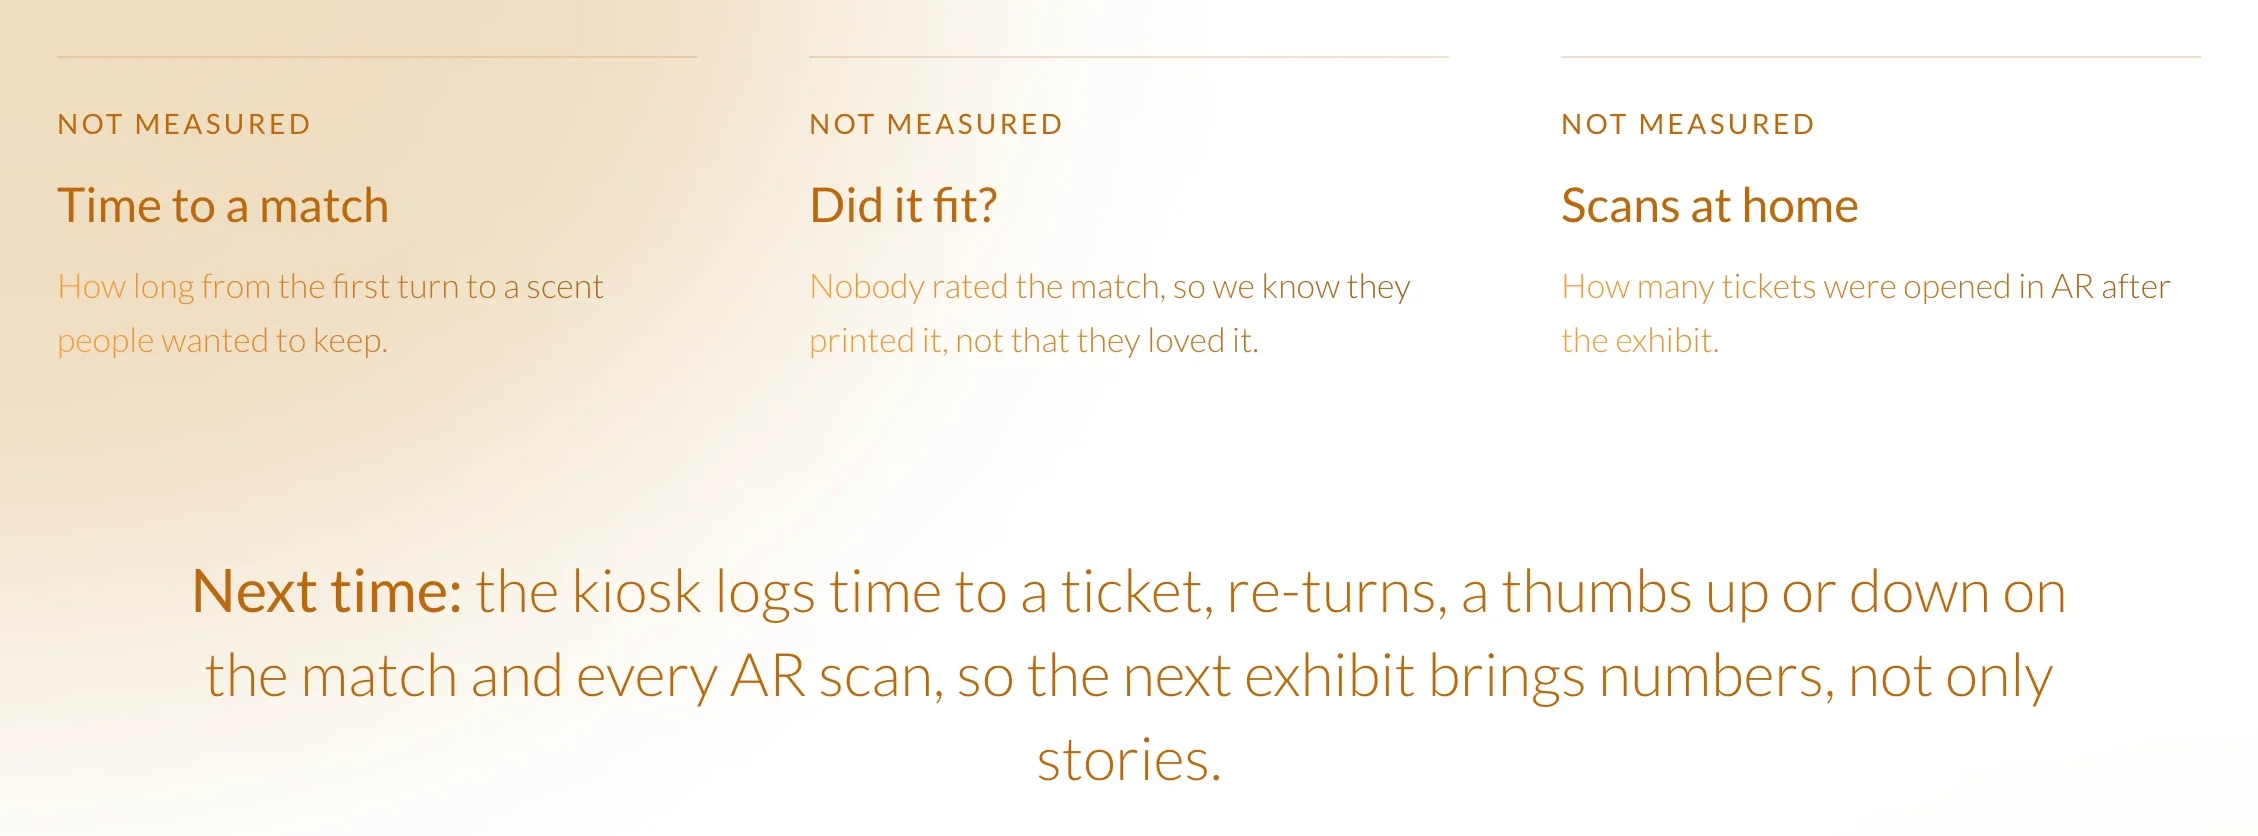 NOT MEASURED
Time to a match
How long from the first turn to a scent
people wanted to keep.
NOT MEASURED
Did it fit?
Nobody rated the match, so we know they
printed it, not that they loved it.
NOT MEASURED
Scans at home
How many tickets were opened in AR after
the exhibit.
Next time: the kiosk logs time to a ticket, re-turns, a thumbs up or down on
the match and every AR scan, so the next exhibit brings numbers, not only
stories.